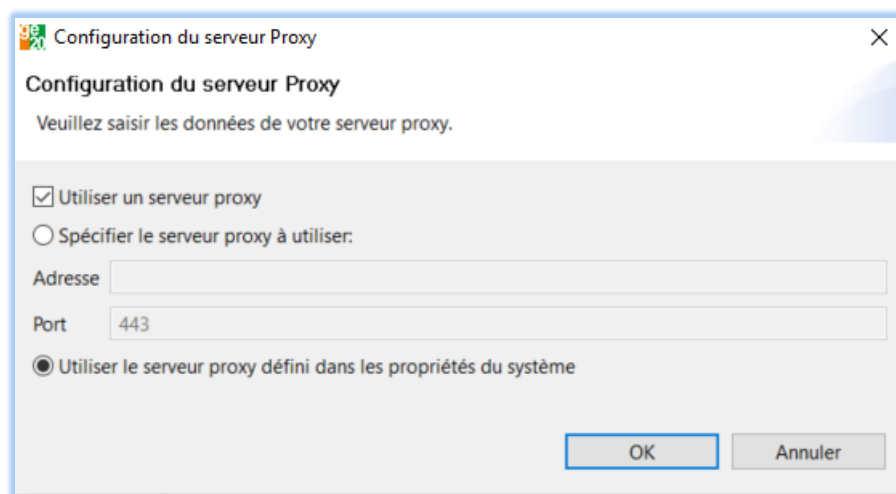 ge
20.
Configuration du serveur Proxy
Configuration du serveur Proxy
Veuillez saisir les données de votre serveur proxy.
Utiliser un serveur proxy
Spécifier le serveur proxy à utiliser:
Adresse
Port 443
Utiliser le serveur proxy défini dans les propriétés du système
OK Annuler